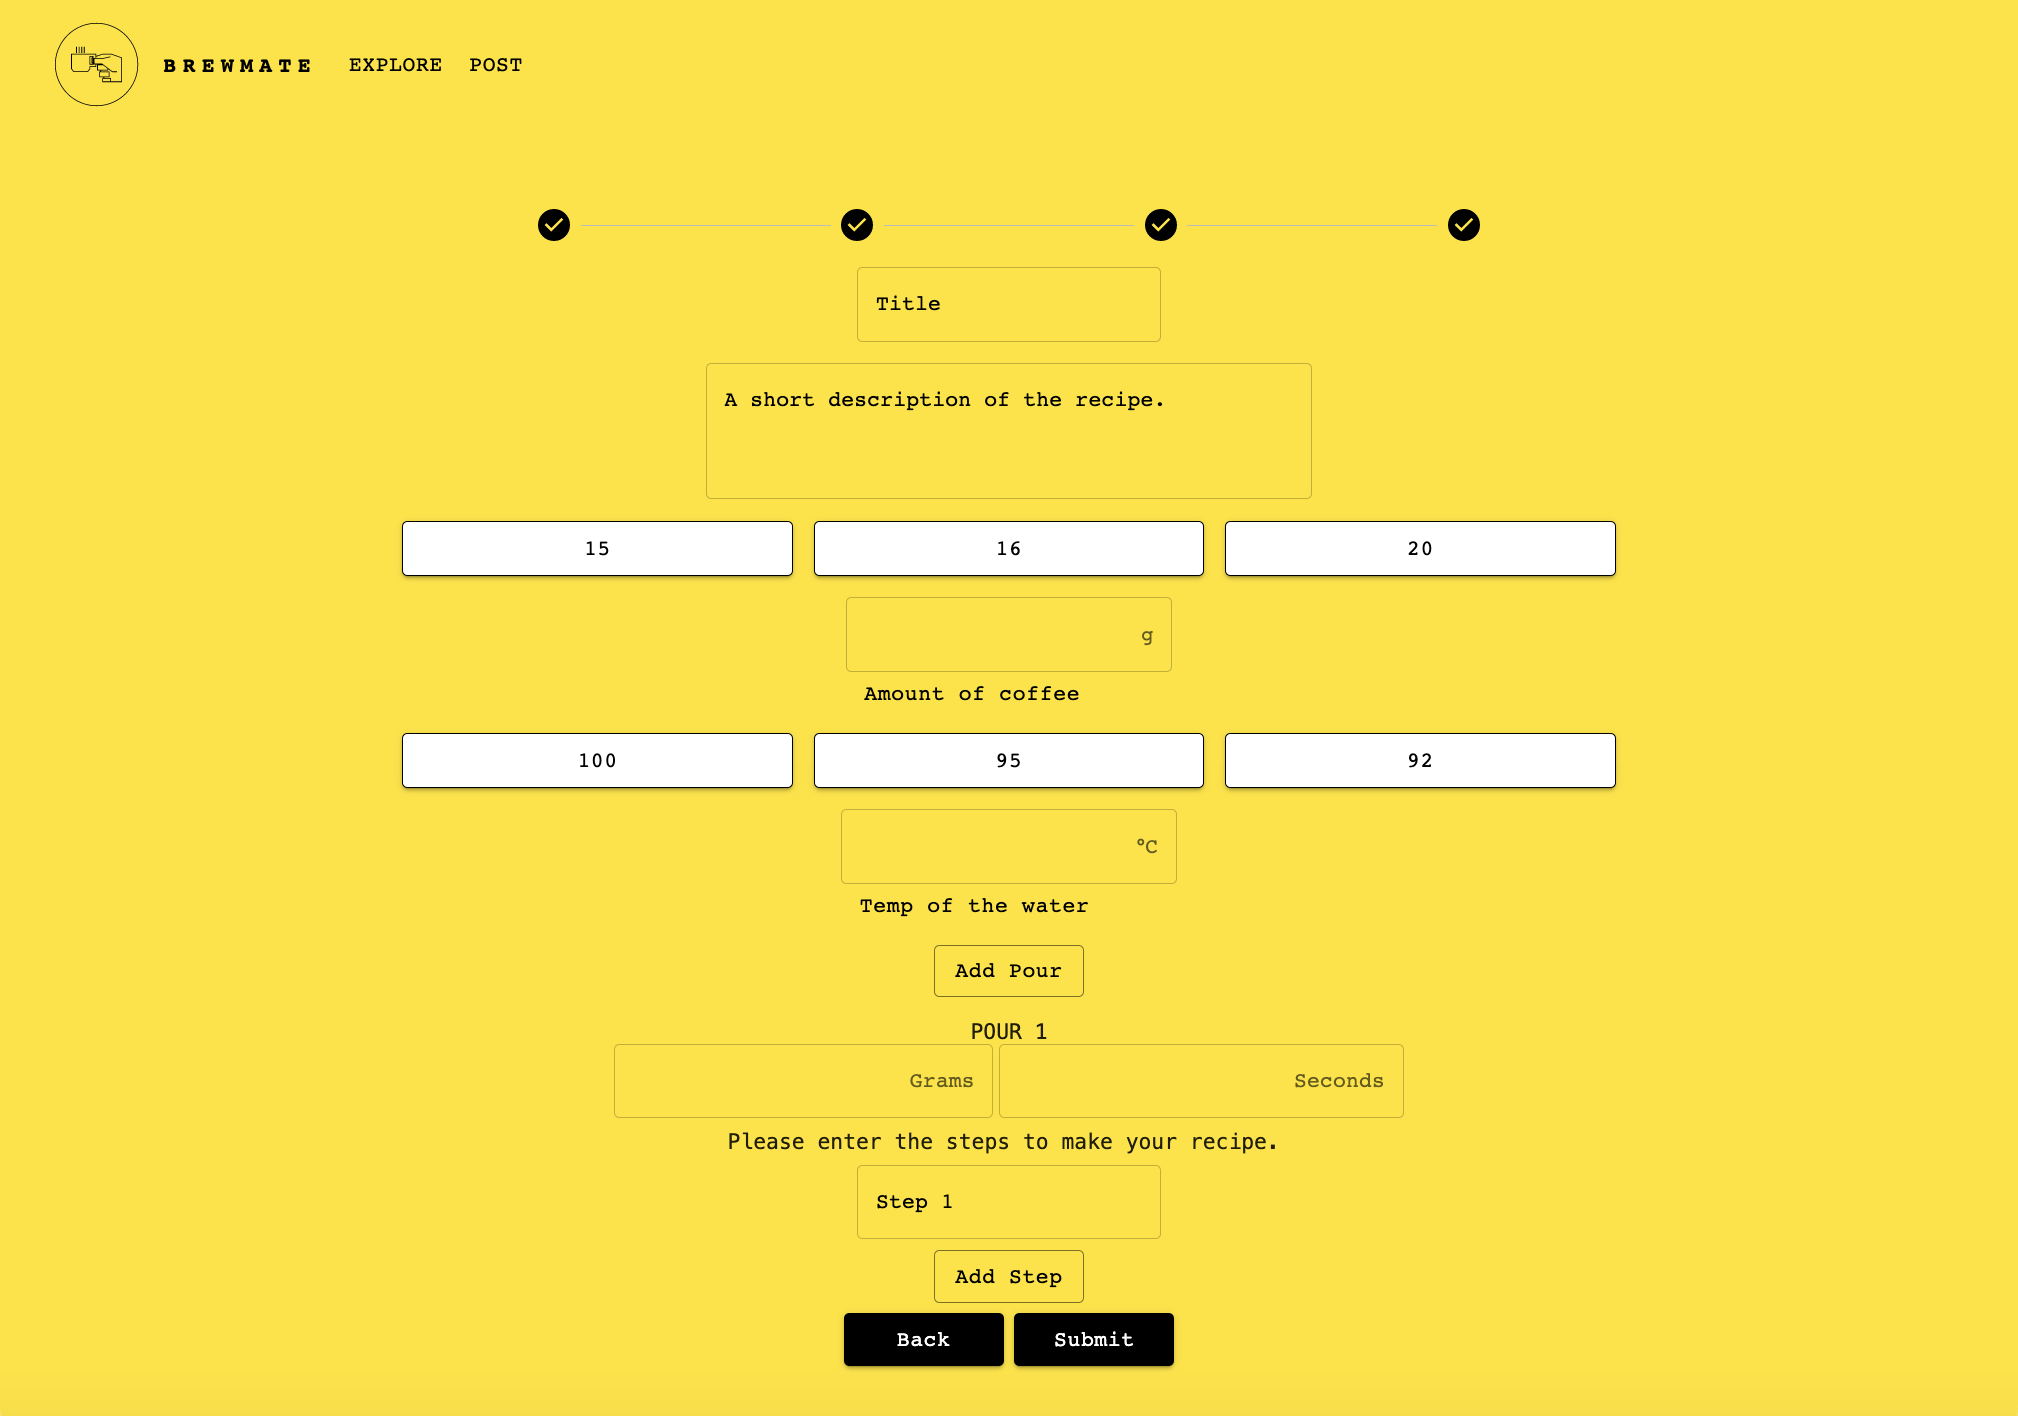 BREWMATE EXPLORE POST
Title
A short description of the recipe.
15 16 20
g
Amount of coffee
100 95 92
°C
Temp of the water
Add Pour
POUR 1
Grams Seconds
Please enter the steps to make your recipe.
Step 1
Add Step
Back Submit